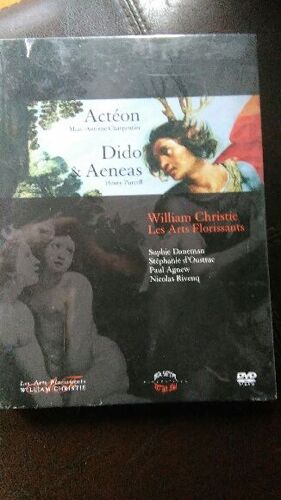 Actéon
Marc-Antoine Charpentier
Dido
& Aeneas
Henry Purcell
William Christie
Les Arts Florissants
Sophie Daneman
Stéphanie d'Oustrac
Paul Agnew
Nicolas Rivenq
Les Arts Florissants
WILLIAM CHRISTIE
DVD
VIDEO